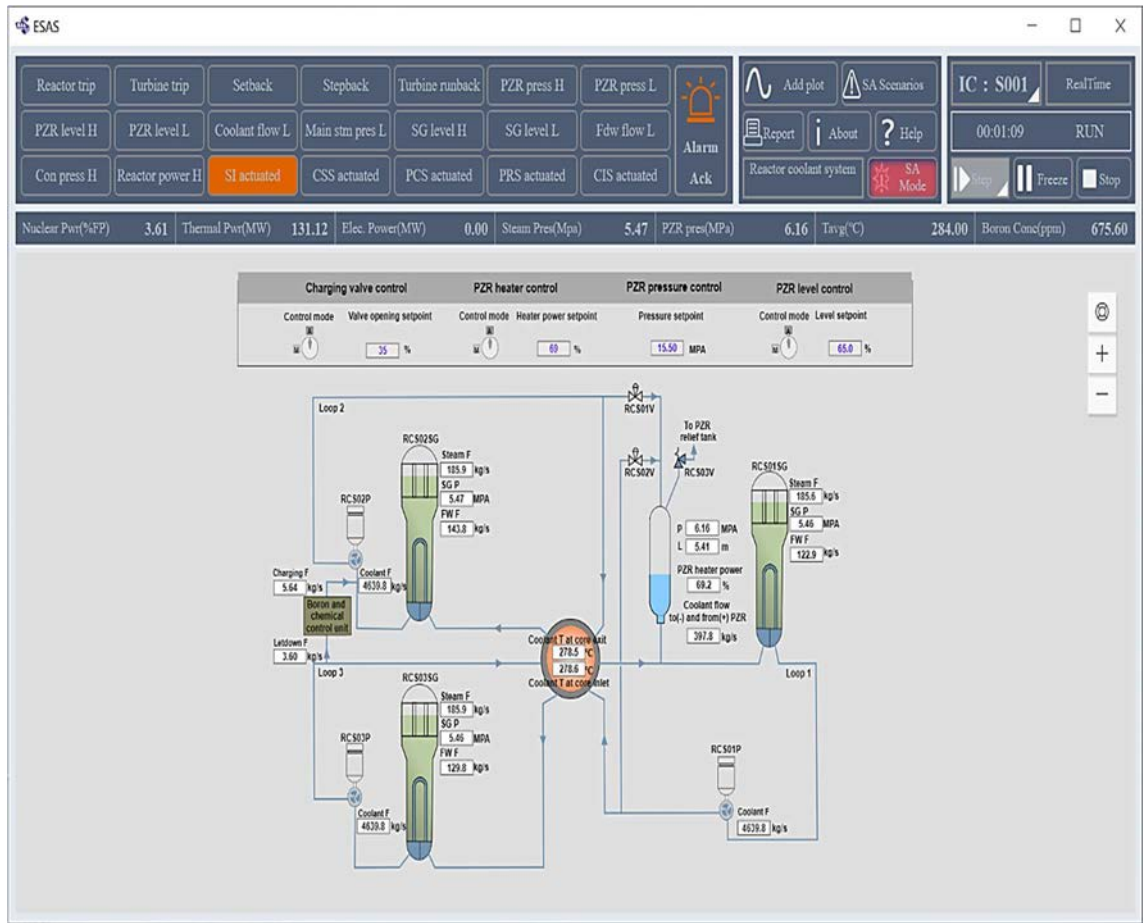 ESAS
Reactor trip
Turbine trip
Setback
Stepback
Turbine runback
PZR press H
PZR press L
PZR level H
PZR level L
Coolant flow L
Main stm pres L
SG level H
SG level L
Fdw flow L
Con press H
Reactor power H
SI actuated
CSS actuated
PCS actuated
PRS actuated
CIS actuated
Alarm
Ack
Add plot
SA Scenarios
Report
About
Help
Reactor coolant system
SA
Mode
IC : S001
RealTime
00:01:09 RUN
Step
Freeze
Stop
Nuclear Pwr(%FP) 3.61 Thermal Pwr(MW) 131.12 Elec. Power(MW) 0.00 Steam Pres(Mpa) 5.47 PZR pres(MPa) 6.16 Tavg(°C) 284.00 Boron Conc(ppm) 675.60
Charging valve control
PZR heater control
PZR pressure control
PZR level control
Control mode Valve opening setpoint
Control mode Heater power setpoint
Pressure setpoint
Control mode Level setpoint
A
M
35 %
A
M
69 %
15.50 MPA
A
M
65.0 %
Loop 2
RCS01V
To PZR
relief tank
RCS02V
RCS03V
RCS02SG
Steam F
185.9 kg/s
SG P
5.47 MPA
FW F
143.8 kg/s
RCS02P
Coolant F
4639.8 kg/s
Charging F
5.64 kg/s
Boron and
chemical
control unit
Letdown F
3.60 kg/s
Loop 3
P 6.16 MPA
L 5.41 m
PZR heater power
69.2 %
Coolant flow
to(-) and from(+) PZR
397.8 kg/s
RCS01SG
Steam F
185.6 kg/s
SG P
5.46 MPA
FW F
122.9 kg/s
Coolant T at core exit
278.5 °C
278.6 °C
Coolant T at core inlet
Loop 1
RCS03SG
Steam F
185.9 kg/s
SG P
5.46 MPA
FW F
129.8 kg/s
RCS03P
Coolant F
4639.8 kg/s
RCS01P
Coolant F
4639.8 kg/s